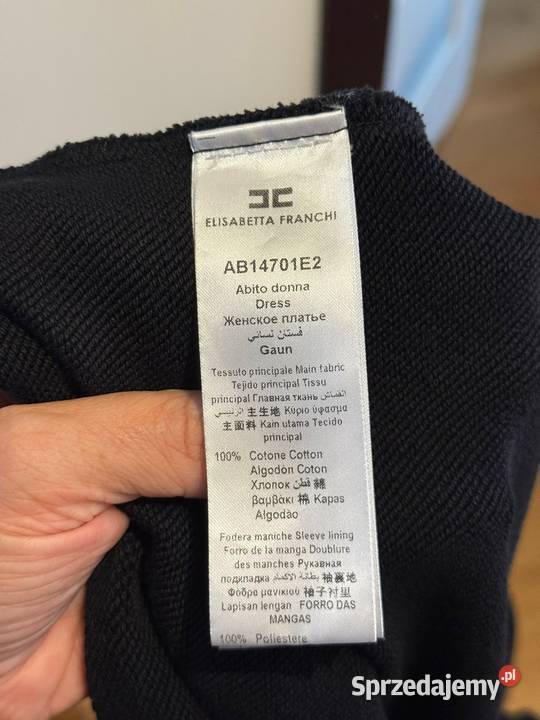 ELISABETTA FRANCHI
AB14701E2
Abito donna
Dress
Женское платье
فستان نسائي
Gaun
Tessuto principale Main fabric
Tejido principal Tissu
principal Главная ткань القماش
الرئيسي 主生地 Κύριο ύφασμα
主面料 Kain utama Tecido
principal
100% Cotone Cotton
Algodòn Coton
Хлопок قطن 綿
βαμβάκι 棉 Kapas
Algodão
Fodera maniche Sleeve lining
Forro de la manga Doublure
des manches Рукавная
подкладка بطانة الاكمام 袖裏地
Φόδρα μανικιού 袖子衬里
Lapisan lengan FORRO DAS
MANGAS
100% Poliestere
Sprzedajemy.pl